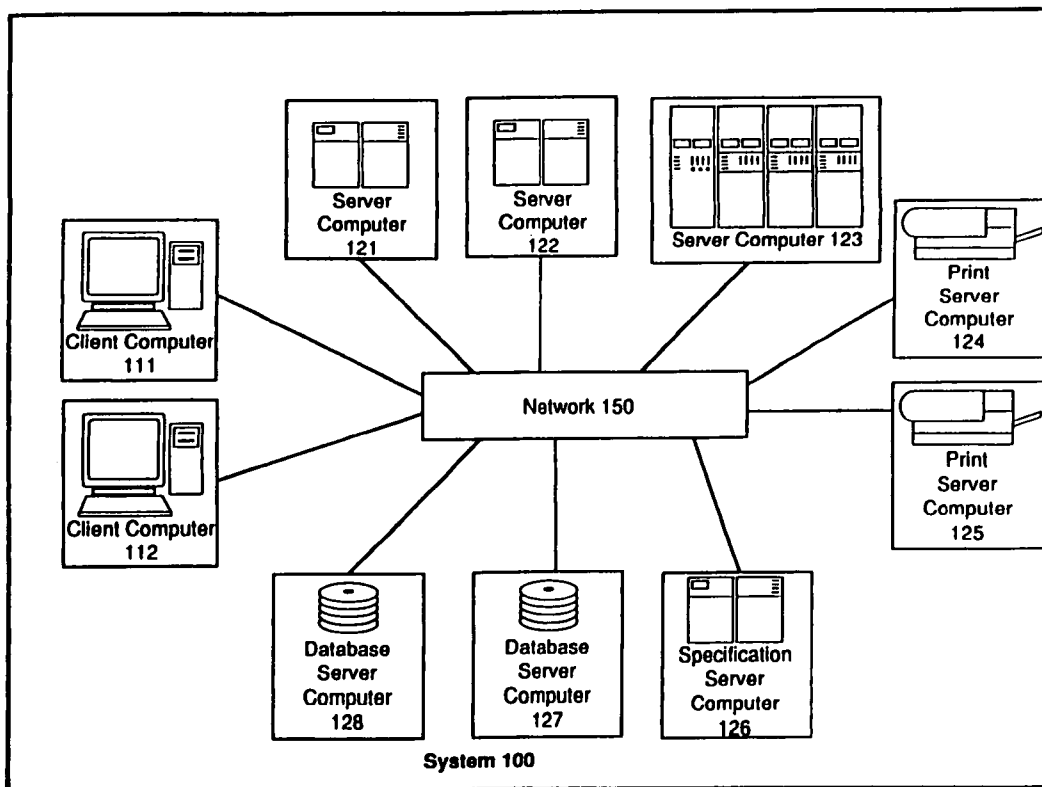 Server
Computer
121
Server
Computer
122
Server Computer 123
Print
Server
Computer
124
Client Computer
111
Network 150
Print
Server
Computer
125
Client Computer
112
Database
Server
Computer
128
Database
Server
Computer
127
Specification
Server
Computer
126
System 100